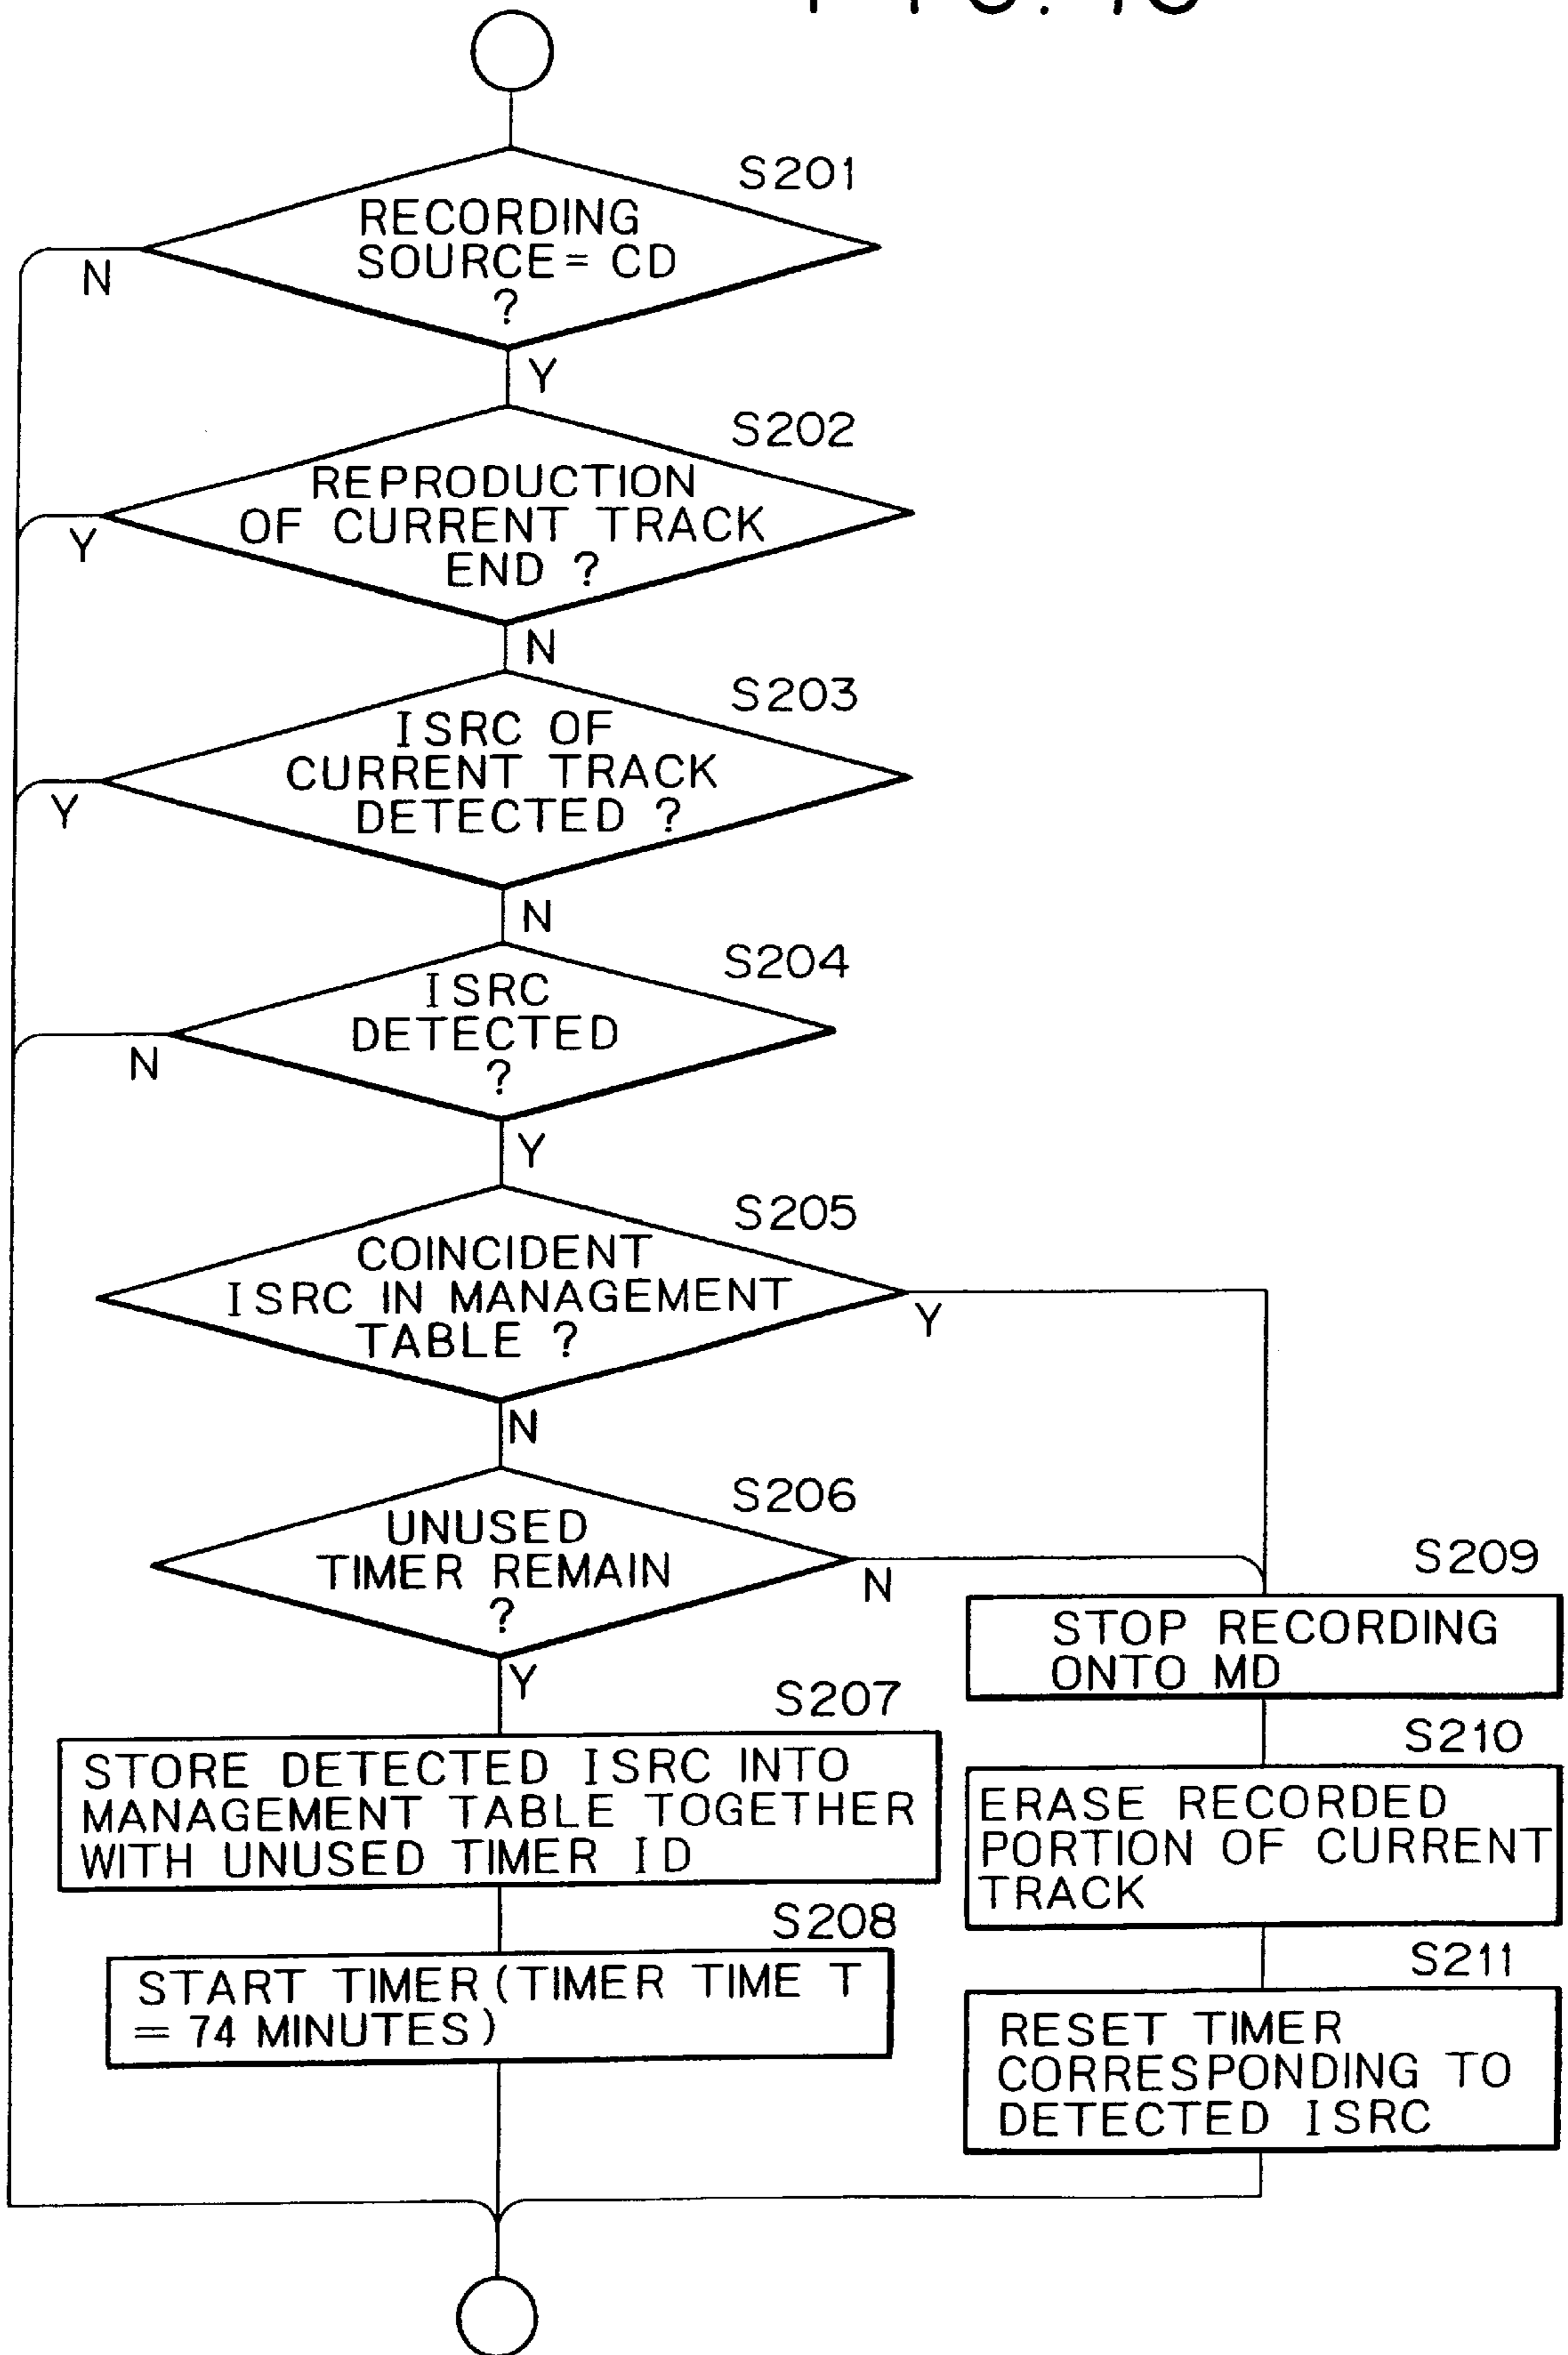 S201
RECORDING
SOURCE = CD
?
N
Y
S202
REPRODUCTION
OF CURRENT TRACK
END ?
Y
N
S203
ISRC OF
CURRENT TRACK
DETECTED ?
Y
N
S204
ISRC
DETECTED
?
N
Y
S205
COINCIDENT
ISRC IN MANAGEMENT
TABLE ?
Y
N
S206
UNUSED
TIMER REMAIN
?
N
Y
S207
STORE DETECTED ISRC INTO
MANAGEMENT TABLE TOGETHER
WITH UNUSED TIMER ID
S208
START TIMER (TIMER TIME T
= 74 MINUTES)
S209
STOP RECORDING
ONTO MD
S210
ERASE RECORDED
PORTION OF CURRENT
TRACK
S211
RESET TIMER
CORRESPONDING TO
DETECTED ISRC